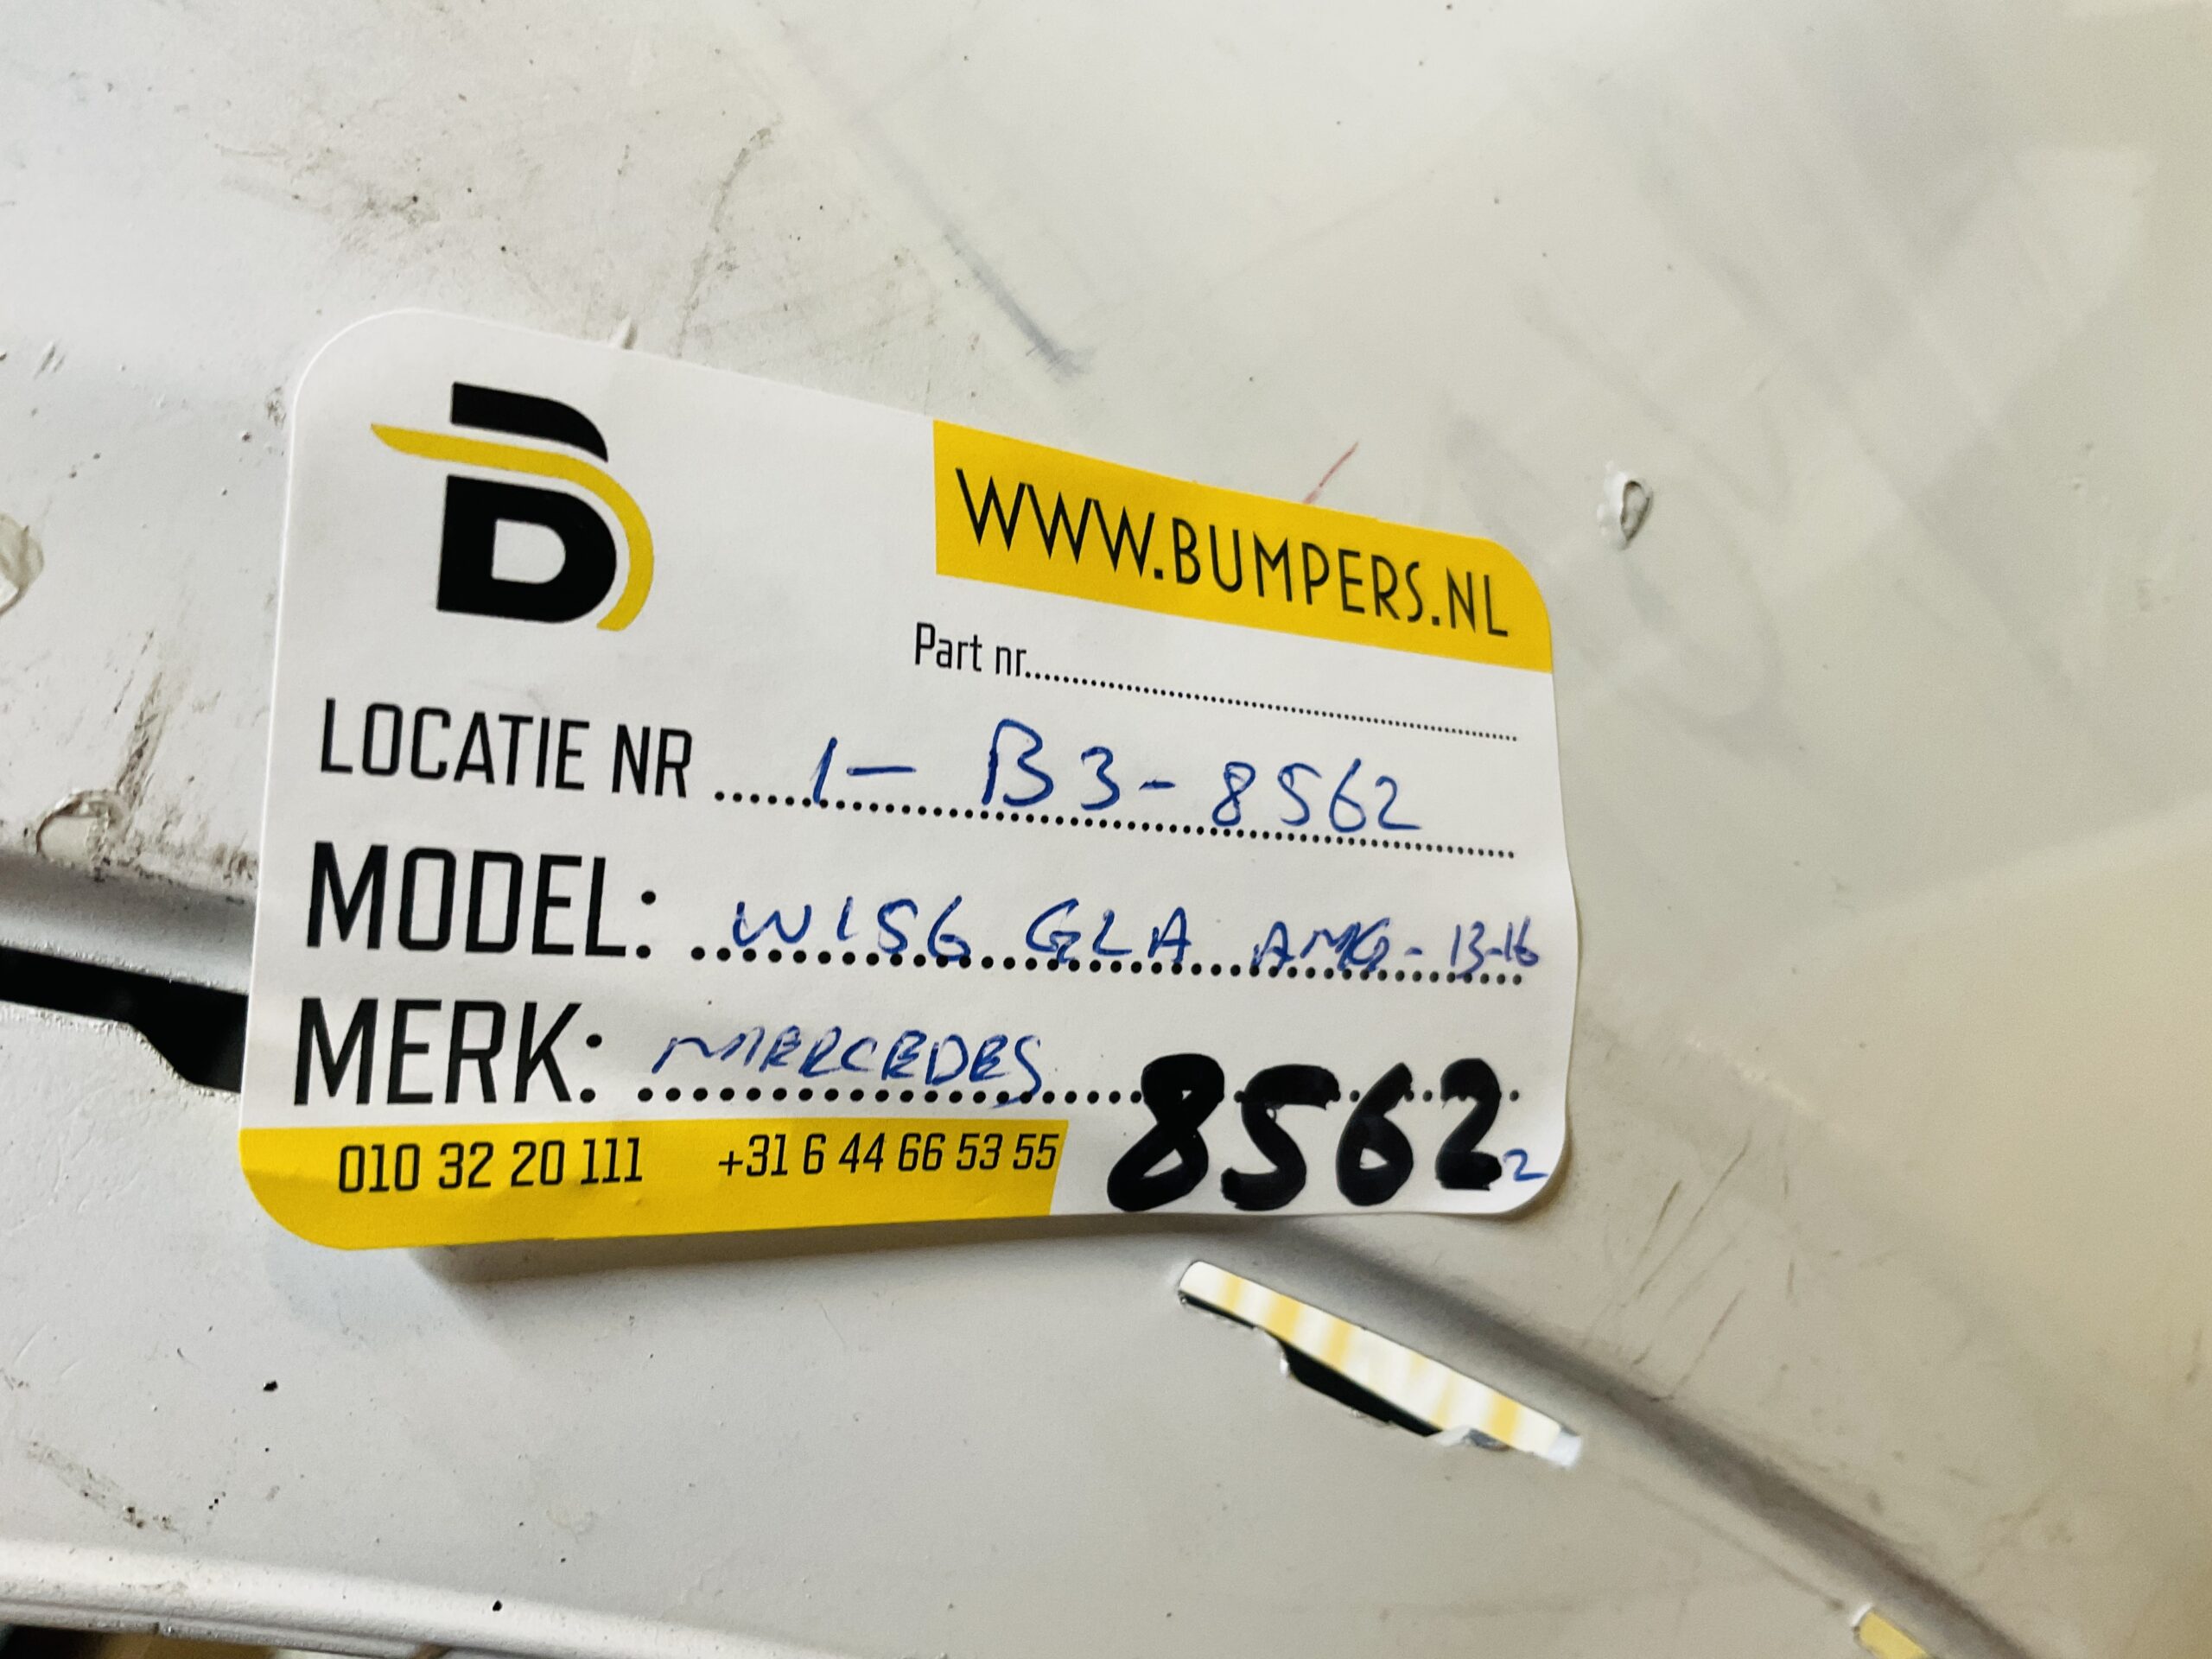 B
WWW.BUMPERS.NL
Part nr..............................
LOCATIE NR ....1- B3-8562
MODEL: W156 GLA AMG-13-16
MERK: MERCEDES
8562 2
010 32 20 111 +31 6 44 66 53 55